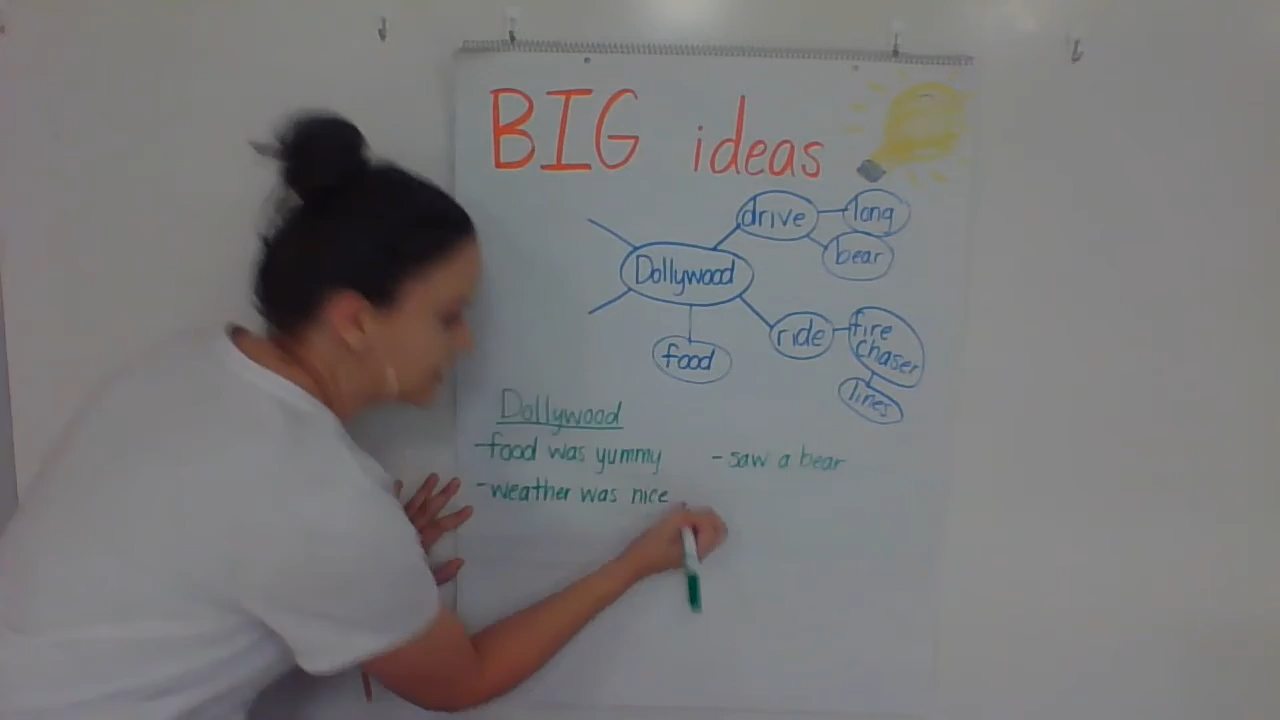 BIG ideas
drive
long
bear
Dollywood
ride
fire
chaser
lines
food
Dollywood
-food was yummy
-saw a bear
-weather was nice